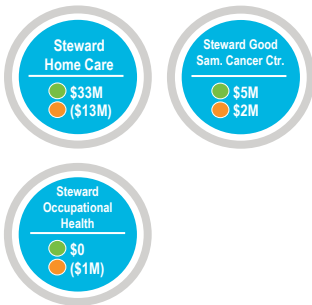 Steward
Home Care
$33M
($13M)
Steward Good
Sam. Cancer Ctr.
$5M
$2M
Steward
Occupational
Health
$0
($1M)